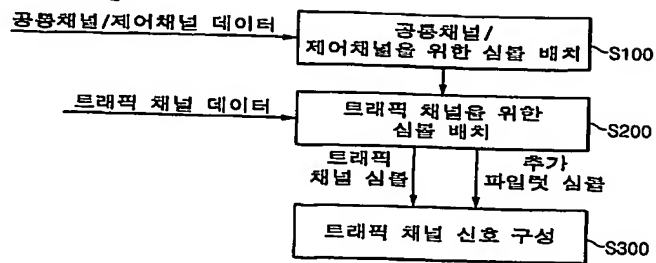 공통채널/제어채널 데이터
공통채널/
제어채널을 위한 심볼 배치
S100
트래픽 채널 데이터
트래픽 채널을 위한
심볼 배치
S200
트래픽
채널 심볼
추가
파일럿 심볼
트래픽 채널 신호 구성
S300